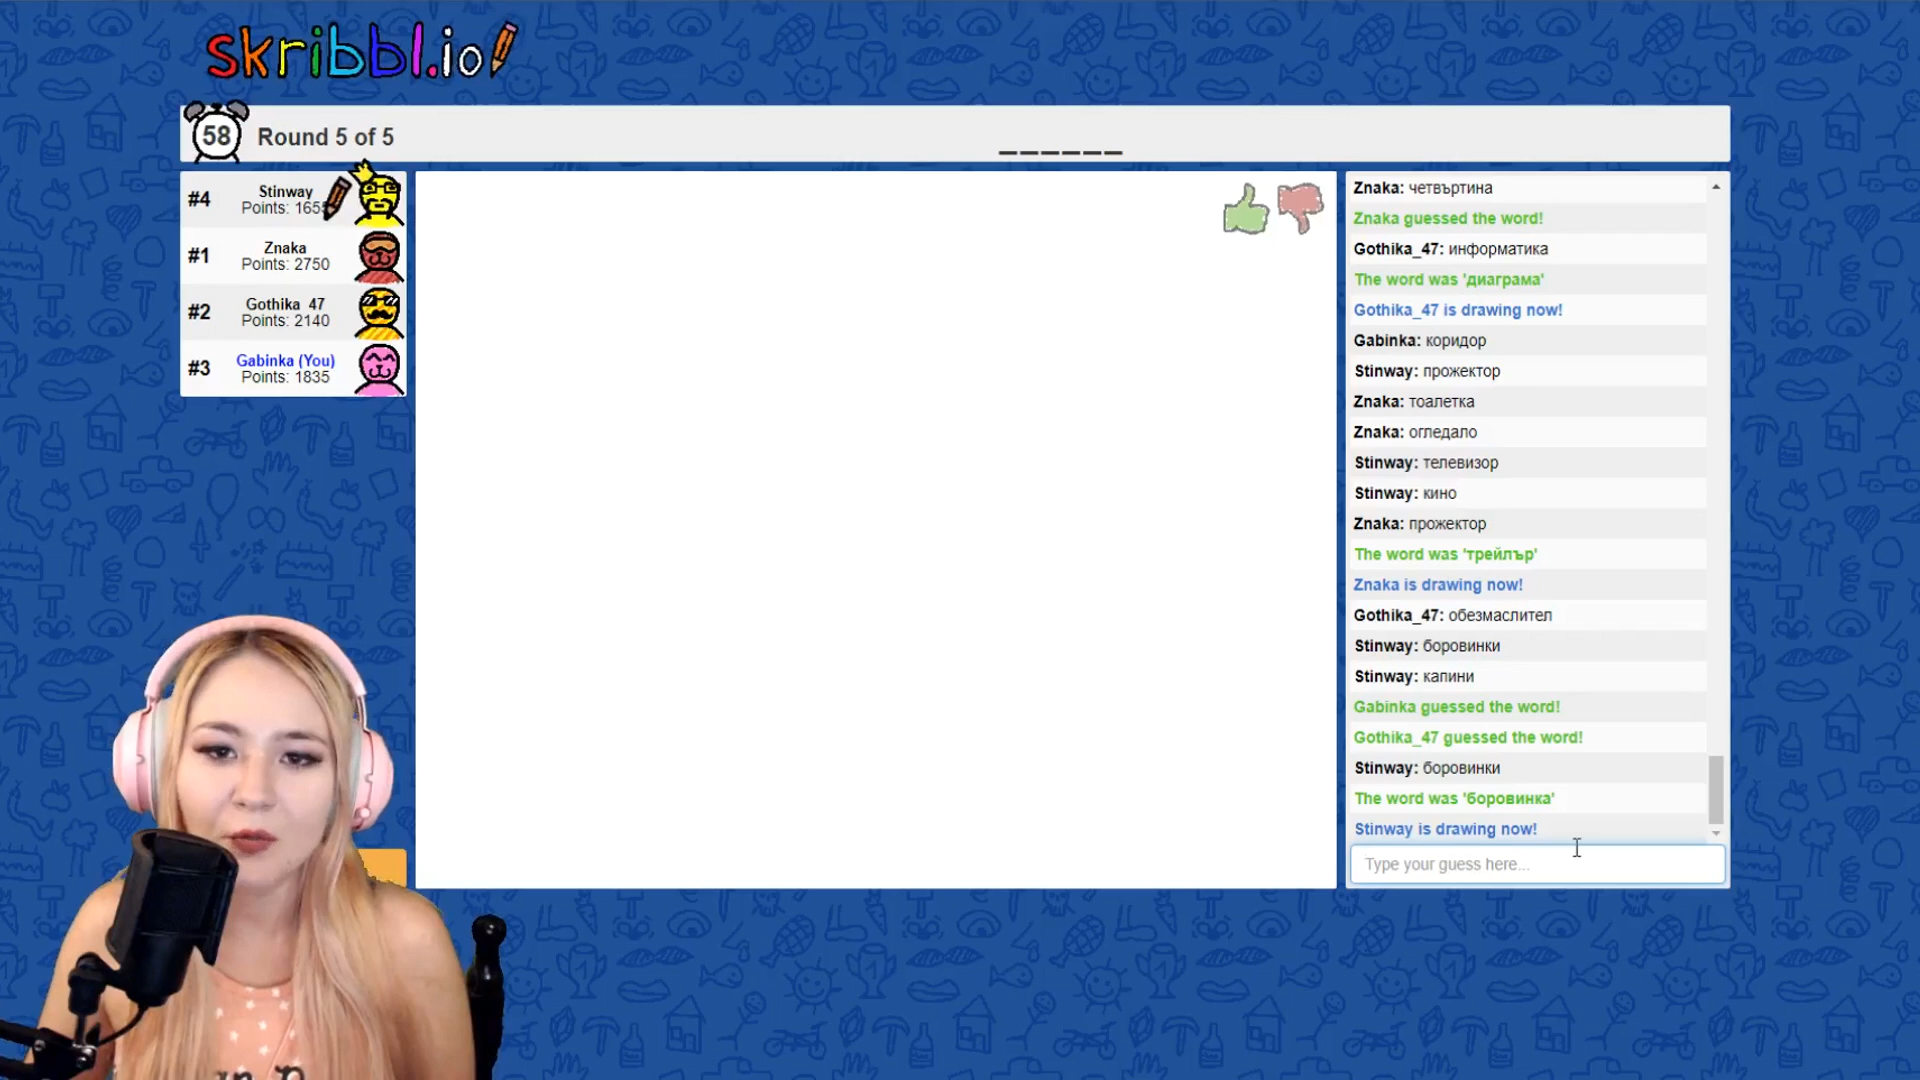 skribbl.io
58
Round 5 of 5
______
#4
Stinway
Points: 1655
#1
Znaka
Points: 2750
#2
Gothika_47
Points: 2140
#3
Gabinka (You)
Points: 1835
Znaka: четвъртина
Znaka guessed the word!
Gothika_47: информатика
The word was 'диаграма'
Gothika_47 is drawing now!
Gabinka: коридор
Stinway: прожектор
Znaka: тоалетка
Znaka: огледало
Stinway: телевизор
Stinway: кино
Znaka: прожектор
The word was 'трейлър'
Znaka is drawing now!
Gothika_47: обезмаслител
Stinway: боровинки
Stinway: капини
Gabinka guessed the word!
Gothika_47 guessed the word!
Stinway: боровинки
The word was 'боровинка'
Stinway is drawing now!
Type your guess here...